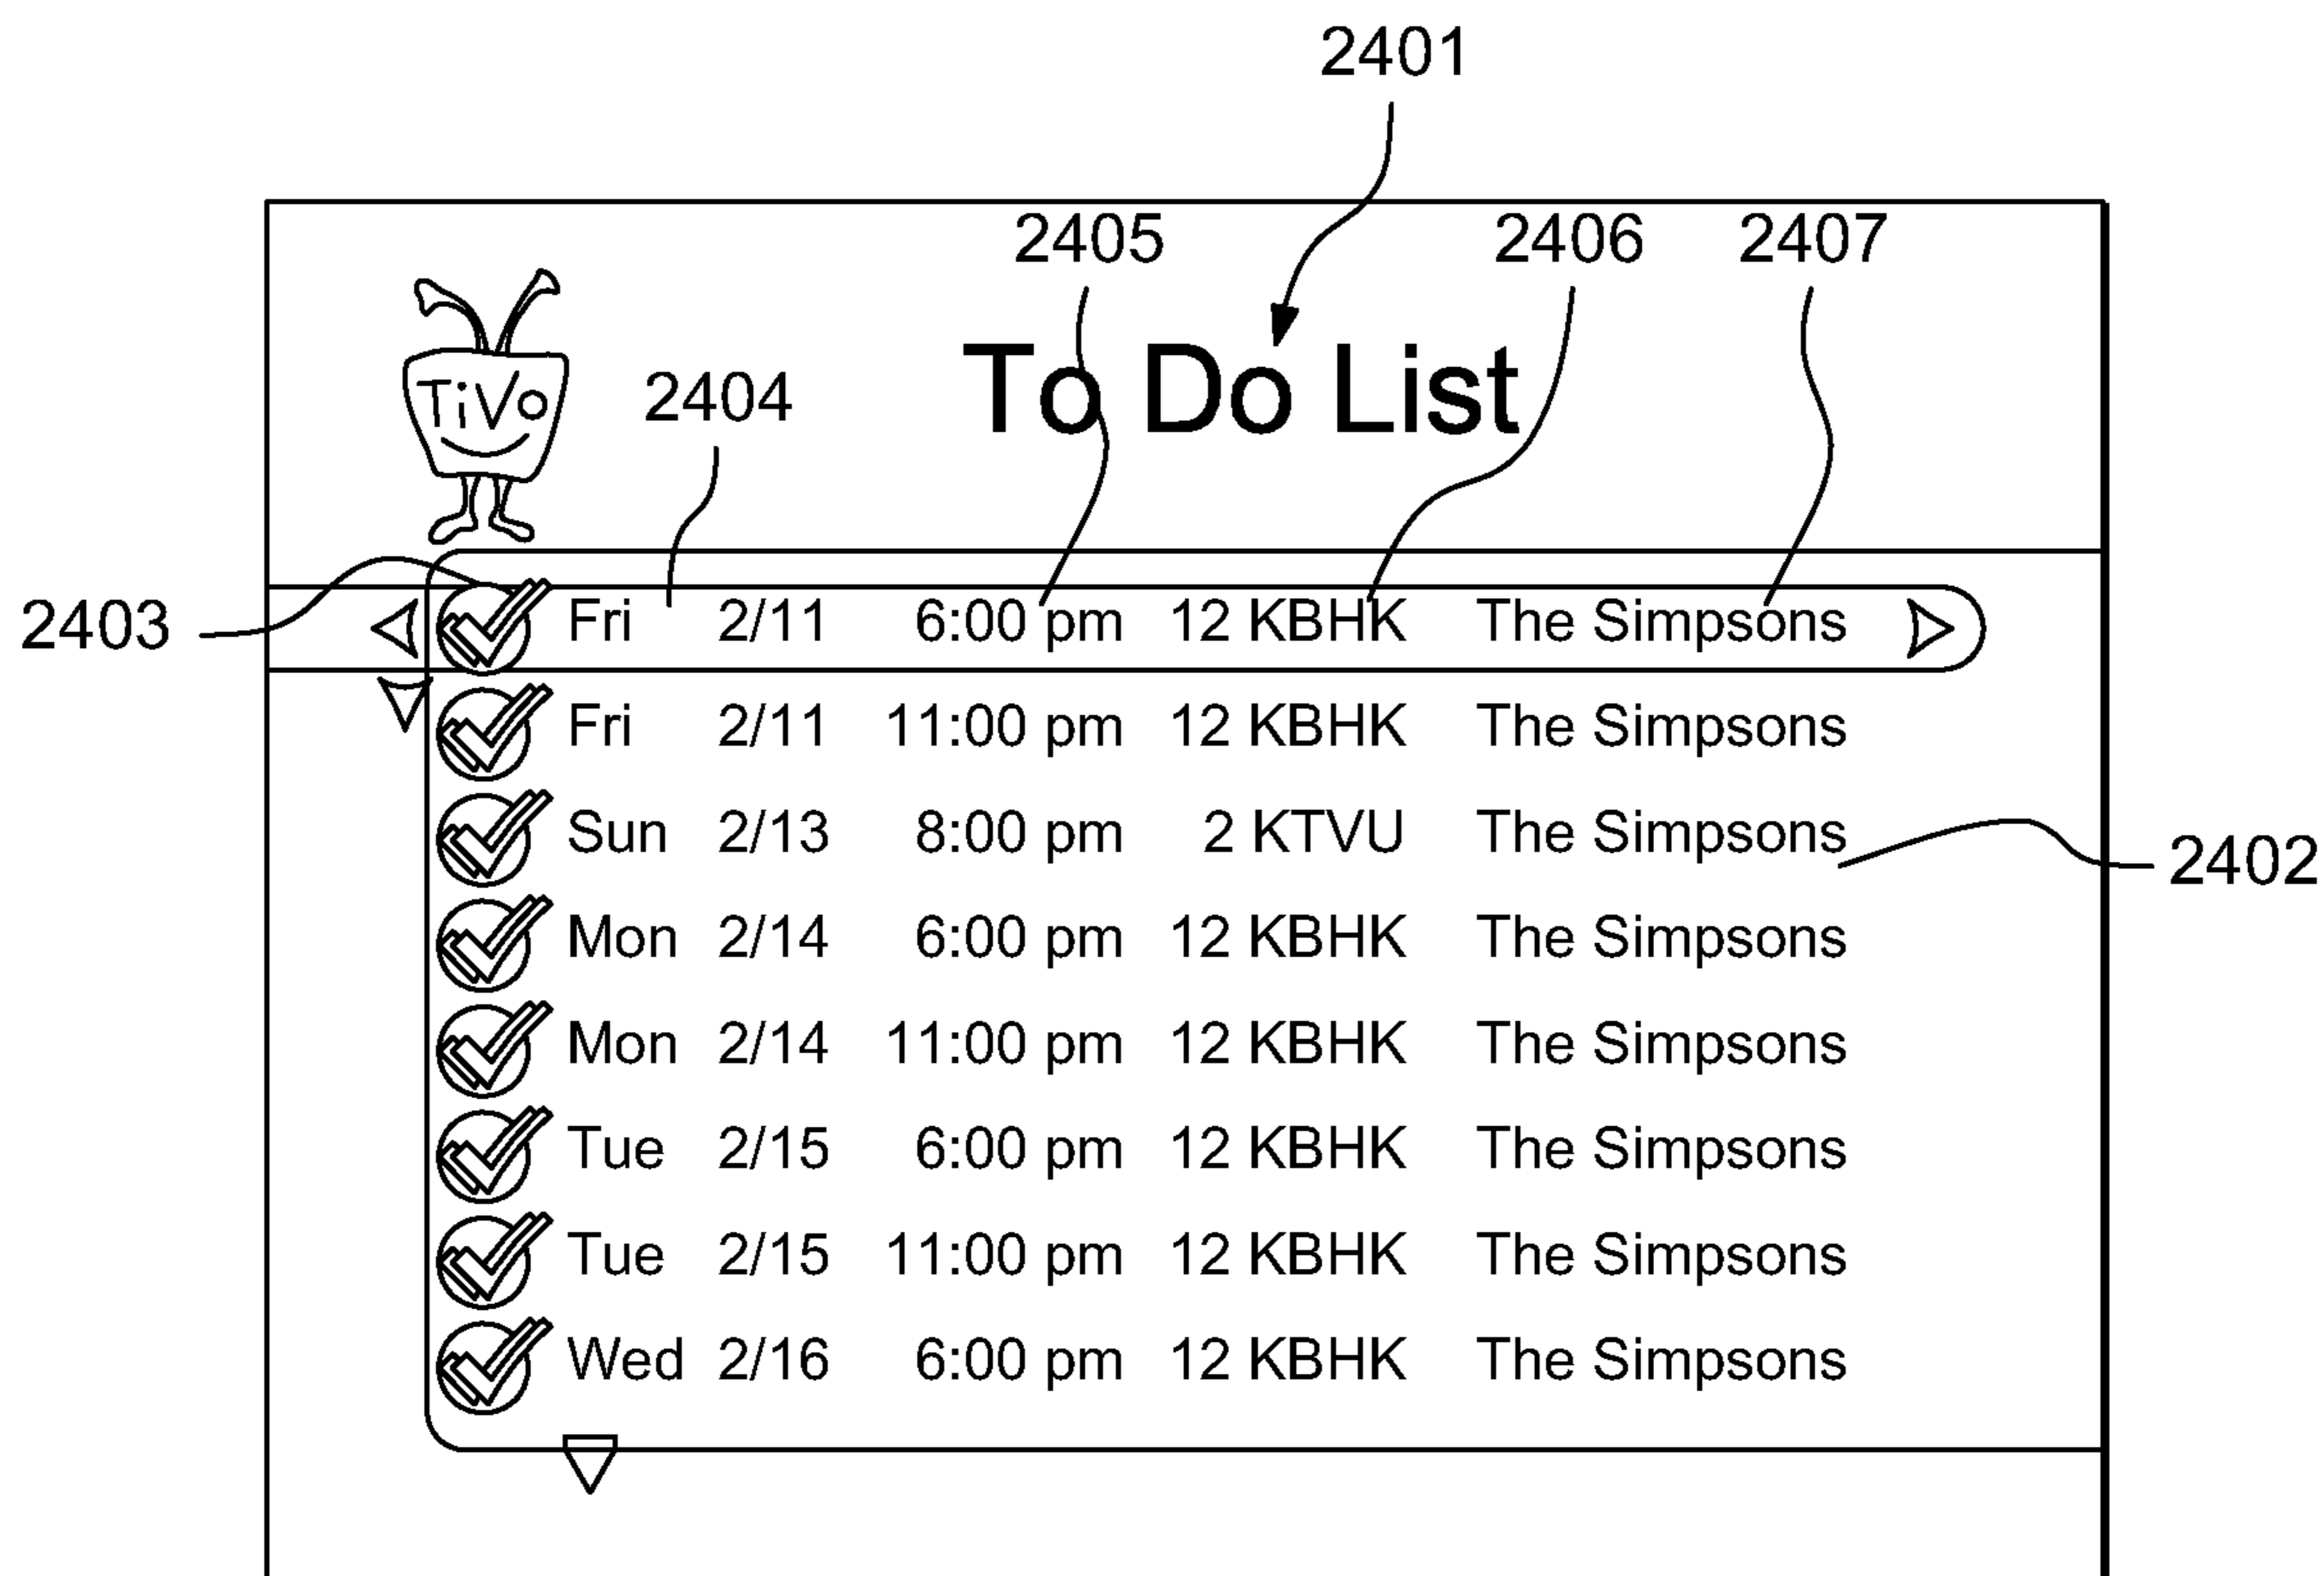 2401
2405 2406 2407
TiVo
2404
To Do List
2403
Fri 2/11 6:00 pm 12 KBHK The Simpsons
Fri 2/11 11:00 pm 12 KBHK The Simpsons
Sun 2/13 8:00 pm 2 KTVU The Simpsons
2402
Mon 2/14 6:00 pm 12 KBHK The Simpsons
Mon 2/14 11:00 pm 12 KBHK The Simpsons
Tue 2/15 6:00 pm 12 KBHK The Simpsons
Tue 2/15 11:00 pm 12 KBHK The Simpsons
Wed 2/16 6:00 pm 12 KBHK The Simpsons